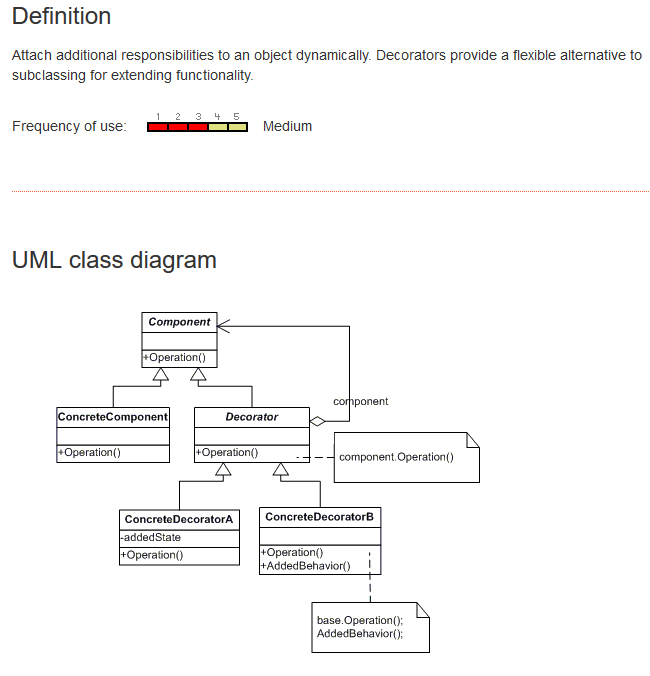 Definition
Attach additional responsibilities to an object dynamically. Decorators provide a flexible alternative to
subclassing for extending functionality.
1 2 3 4 5
Frequency of use: Medium
UML class diagram
Component
+Operation()
component
ConcreteComponent
+Operation()
Decorator
+Operation()
component.Operation()
ConcreteDecoratorA
-addedState
+Operation()
ConcreteDecoratorB
+Operation()
+AddedBehavior()
base.Operation();
AddedBehavior();